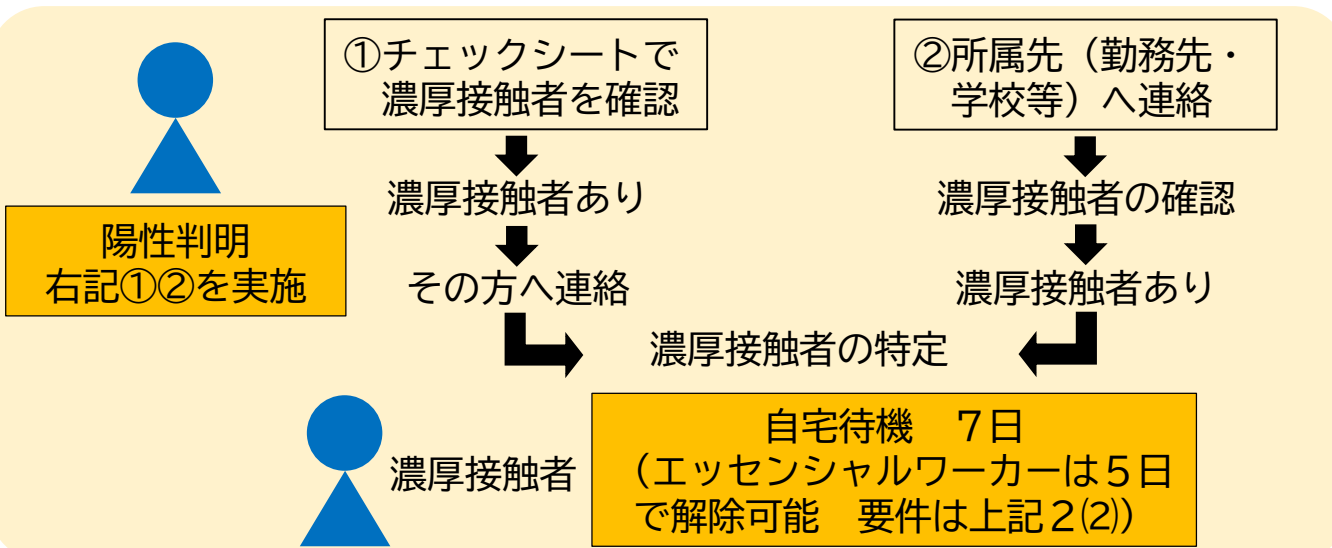 ①チェックシートで
濃厚接触者を確認
②所属先（勤務先・
学校等）へ連絡
濃厚接触者あり
濃厚接触者の確認
陽性判明
右記①②を実施
その方へ連絡
濃厚接触者あり
濃厚接触者の特定
濃厚接触者
自宅待機　７日
（エッセンシャルワーカーは５日
で解除可能　要件は上記２⑵）